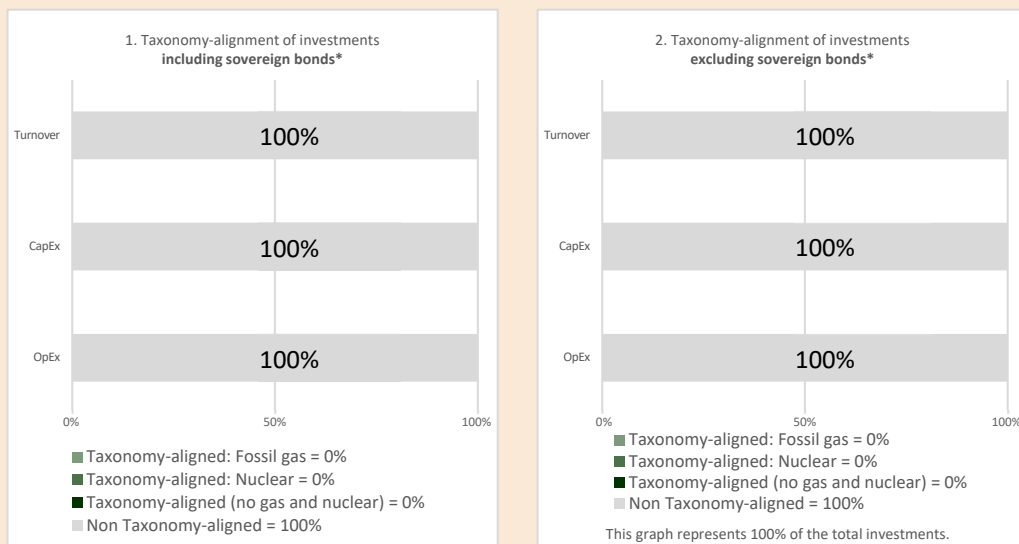 1. Taxonomy-alignment of investments
including sovereign bonds*
Turnover
100%
CapEx
100%
OpEx
100%
0%
50%
100%
Taxonomy-aligned: Fossil gas = 0%
Taxonomy-aligned: Nuclear = 0%
Taxonomy-aligned (no gas and nuclear) = 0%
Non Taxonomy-aligned = 100%
2. Taxonomy-alignment of investments
excluding sovereign bonds*
Turnover
100%
CapEx
100%
OpEx
100%
0%
50%
100%
Taxonomy-aligned: Fossil gas = 0%
Taxonomy-aligned: Nuclear = 0%
Taxonomy-aligned (no gas and nuclear) = 0%
Non Taxonomy-aligned = 100%
This graph represents 100% of the total investments.